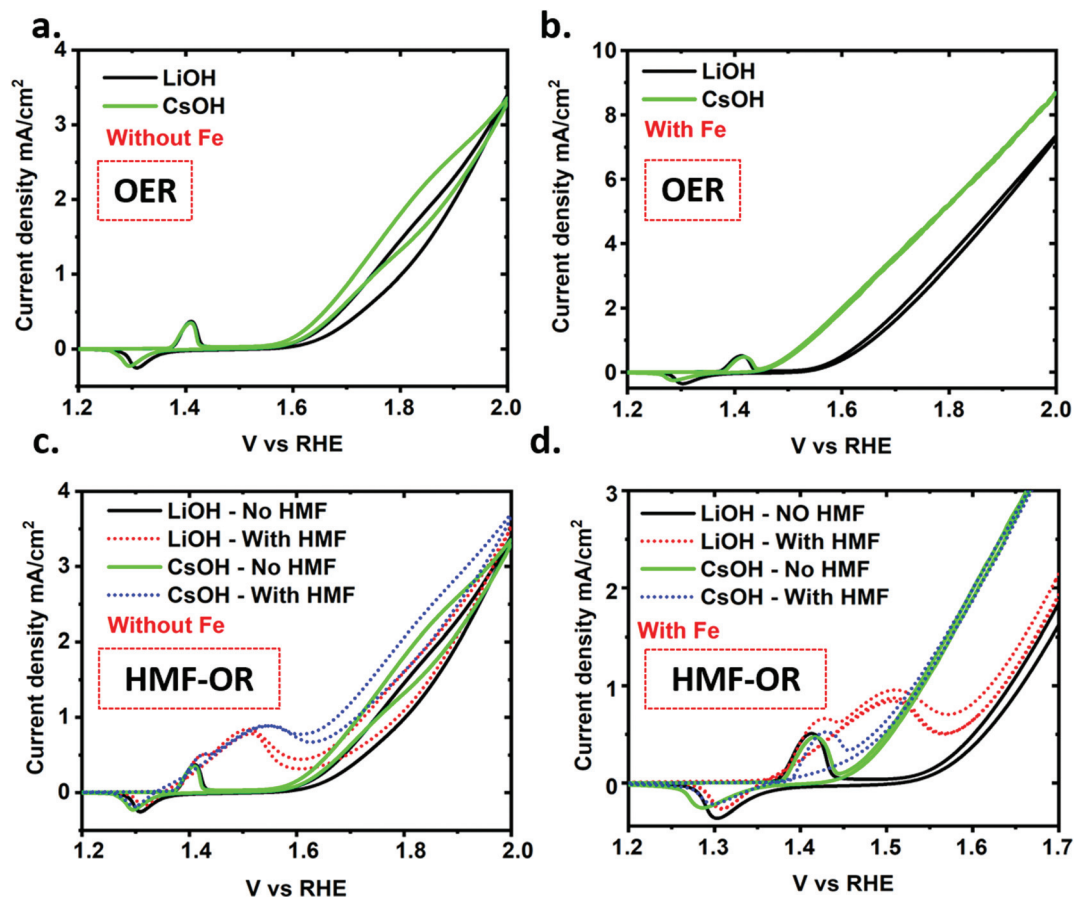 a.
4
3
2
1
0
Current density mA/cm²
LiOH
CsOH
Without Fe
OER
1.2 1.4 1.6 1.8 2.0
V vs RHE
b.
10
8
6
4
2
0
Current density mA/cm²
LiOH
CsOH
With Fe
OER
1.2 1.4 1.6 1.8 2.0
V vs RHE
c.
4
3
2
1
0
Current density mA/cm²
LiOH - No HMF
LiOH - With HMF
CsOH - No HMF
CsOH - With HMF
Without Fe
HMF-OR
1.2 1.4 1.6 1.8 2.0
V vs RHE
d.
3
2
1
0
Current density mA/cm²
LiOH - NO HMF
LiOH - With HMF
CsOH - No HMF
CsOH - With HMF
With Fe
HMF-OR
1.2 1.3 1.4 1.5 1.6 1.7
V vs RHE